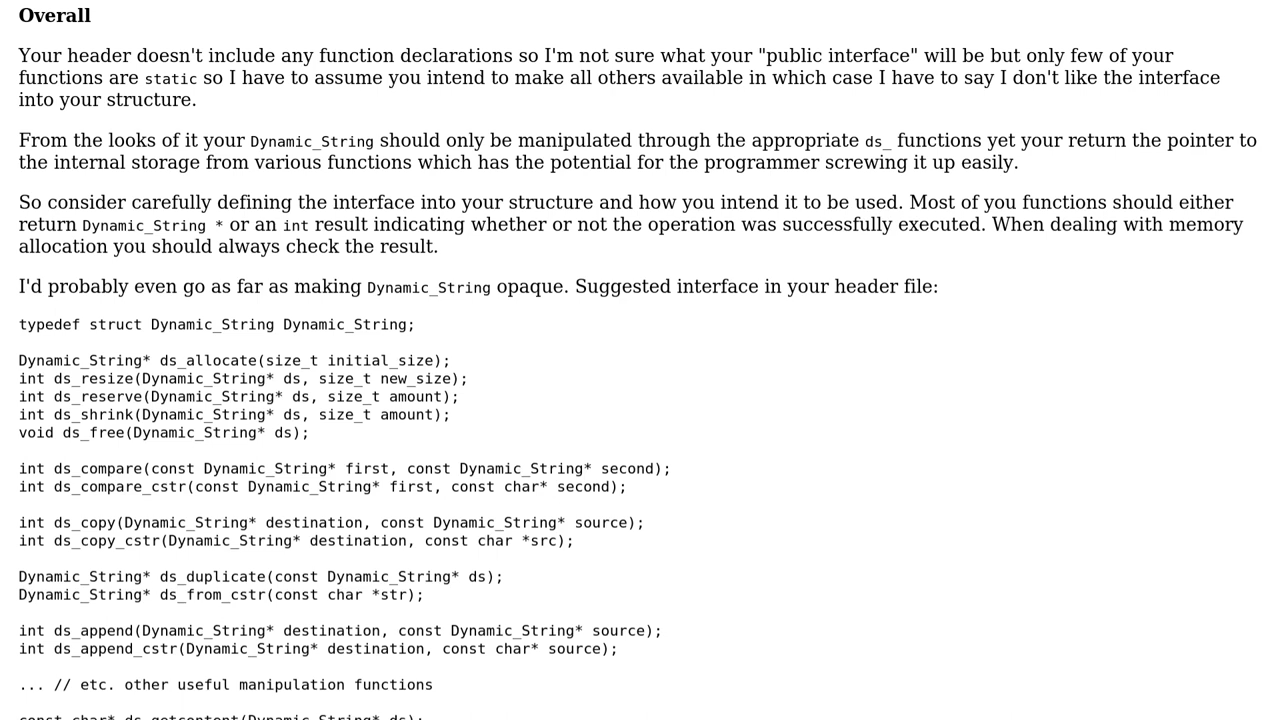 Overall
Your header doesn't include any function declarations so I'm not sure what your "public interface" will be but only few of your
functions are static so I have to assume you intend to make all others available in which case I have to say I don't like the interface
into your structure.
From the looks of it your Dynamic_String should only be manipulated through the appropriate ds_ functions yet your return the pointer to
the internal storage from various functions which has the potential for the programmer screwing it up easily.
So consider carefully defining the interface into your structure and how you intend it to be used. Most of you functions should either
return Dynamic_String * or an int result indicating whether or not the operation was successfully executed. When dealing with memory
allocation you should always check the result.
I'd probably even go as far as making Dynamic_String opaque. Suggested interface in your header file:
typedef struct Dynamic_String Dynamic_String;
Dynamic_String* ds_allocate(size_t initial_size);
int ds_resize(Dynamic_String* ds, size_t new_size);
int ds_reserve(Dynamic_String* ds, size_t amount);
int ds_shrink(Dynamic_String* ds, size_t amount);
void ds_free(Dynamic_String* ds);
int ds_compare(const Dynamic_String* first, const Dynamic_String* second);
int ds_compare_cstr(const Dynamic_String* first, const char* second);
int ds_copy(Dynamic_String* destination, const Dynamic_String* source);
int ds_copy_cstr(Dynamic_String* destination, const char *src);
Dynamic_String* ds_duplicate(const Dynamic_String* ds);
Dynamic_String* ds_from_cstr(const char *str);
int ds_append(Dynamic_String* destination, const Dynamic_String* source);
int ds_append_cstr(Dynamic_String* destination, const char* source);
... // etc. other useful manipulation functions
const char* ds_getcontent(Dynamic_String* ds);